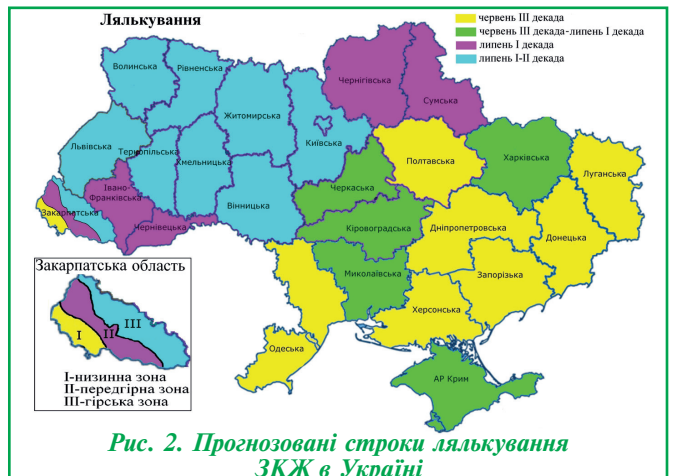 Лялькування
червень III декада
червень III декада-липень I декада
липень I декада
липень I-II декада
Волинська
Рівненська
Житомирська
Київська
Чернігівська
Сумська
Львівська
Тернопільська
Хмельницька
Вінницька
Івано-
Франківська
Закарпатська
Чернівецька
Черкаська
Полтавська
Харківська
Луганська
Кіровоградська
Дніпропетровська
Донецька
Миколаївська
Запорізька
Херсонська
Одеська
АР Крим
Закарпатська область
I
II
III
I-низинна зона
II-передгірна зона
III-гірська зона
Рис. 2. Прогнозовані строки лялькування
ЗКЖ в Україні